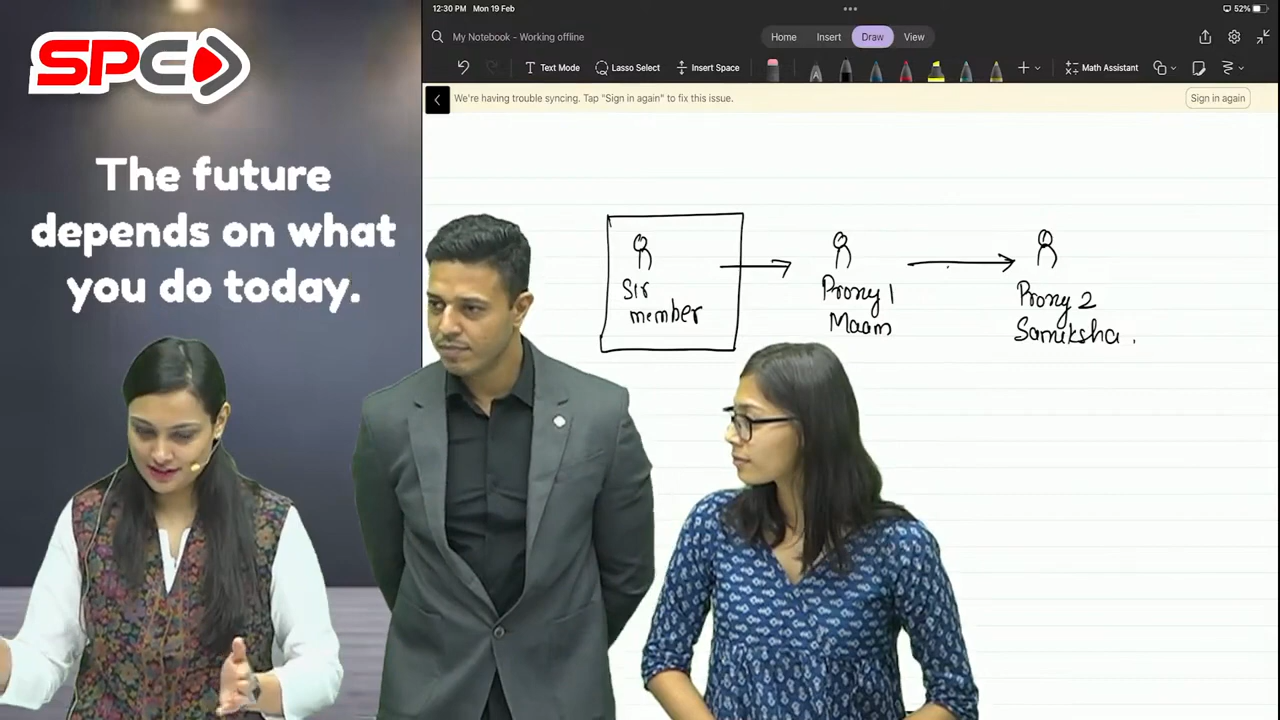 SPC
The future
depends on what
you do today.
12:30 PM Mon 19 Feb
52%
My Notebook - Working offline
Home Insert Draw View
Text Mode Lasso Select Insert Space Math Assistant
We're having trouble syncing. Tap "Sign in again" to fix this issue. Sign in again
Sir
member
Proxy 1
Maam
Proxy 2
Samiksha.